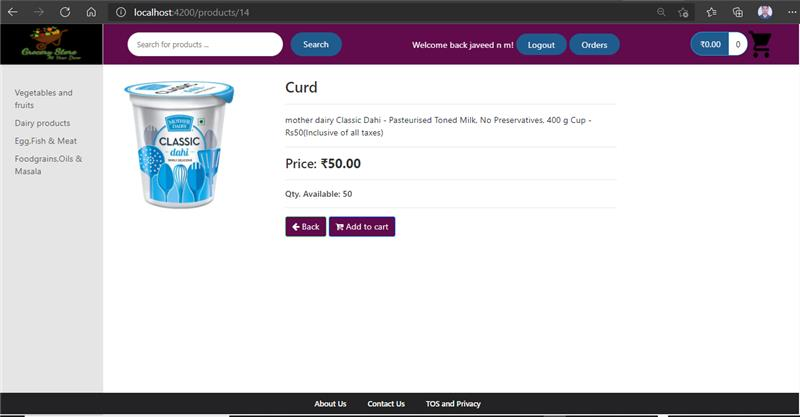 localhost:4200/products/14
Grocery Store
At Your Door
Search for products ...
Search
Welcome back javeed n m!
Logout
Orders
₹0.00
0
Vegetables and
fruits
Dairy products
Egg,Fish & Meat
Foodgrains,Oils &
Masala
MOTHER
DAIRY
CLASSIC
dahi
Curd
mother dairy Classic Dahi - Pasteurised Toned Milk, No Preservatives, 400 g Cup -
Rs50(Inclusive of all taxes)
Price: ₹50.00
Qty. Available: 50
Back
Add to cart
About Us
Contact Us
TOS and Privacy